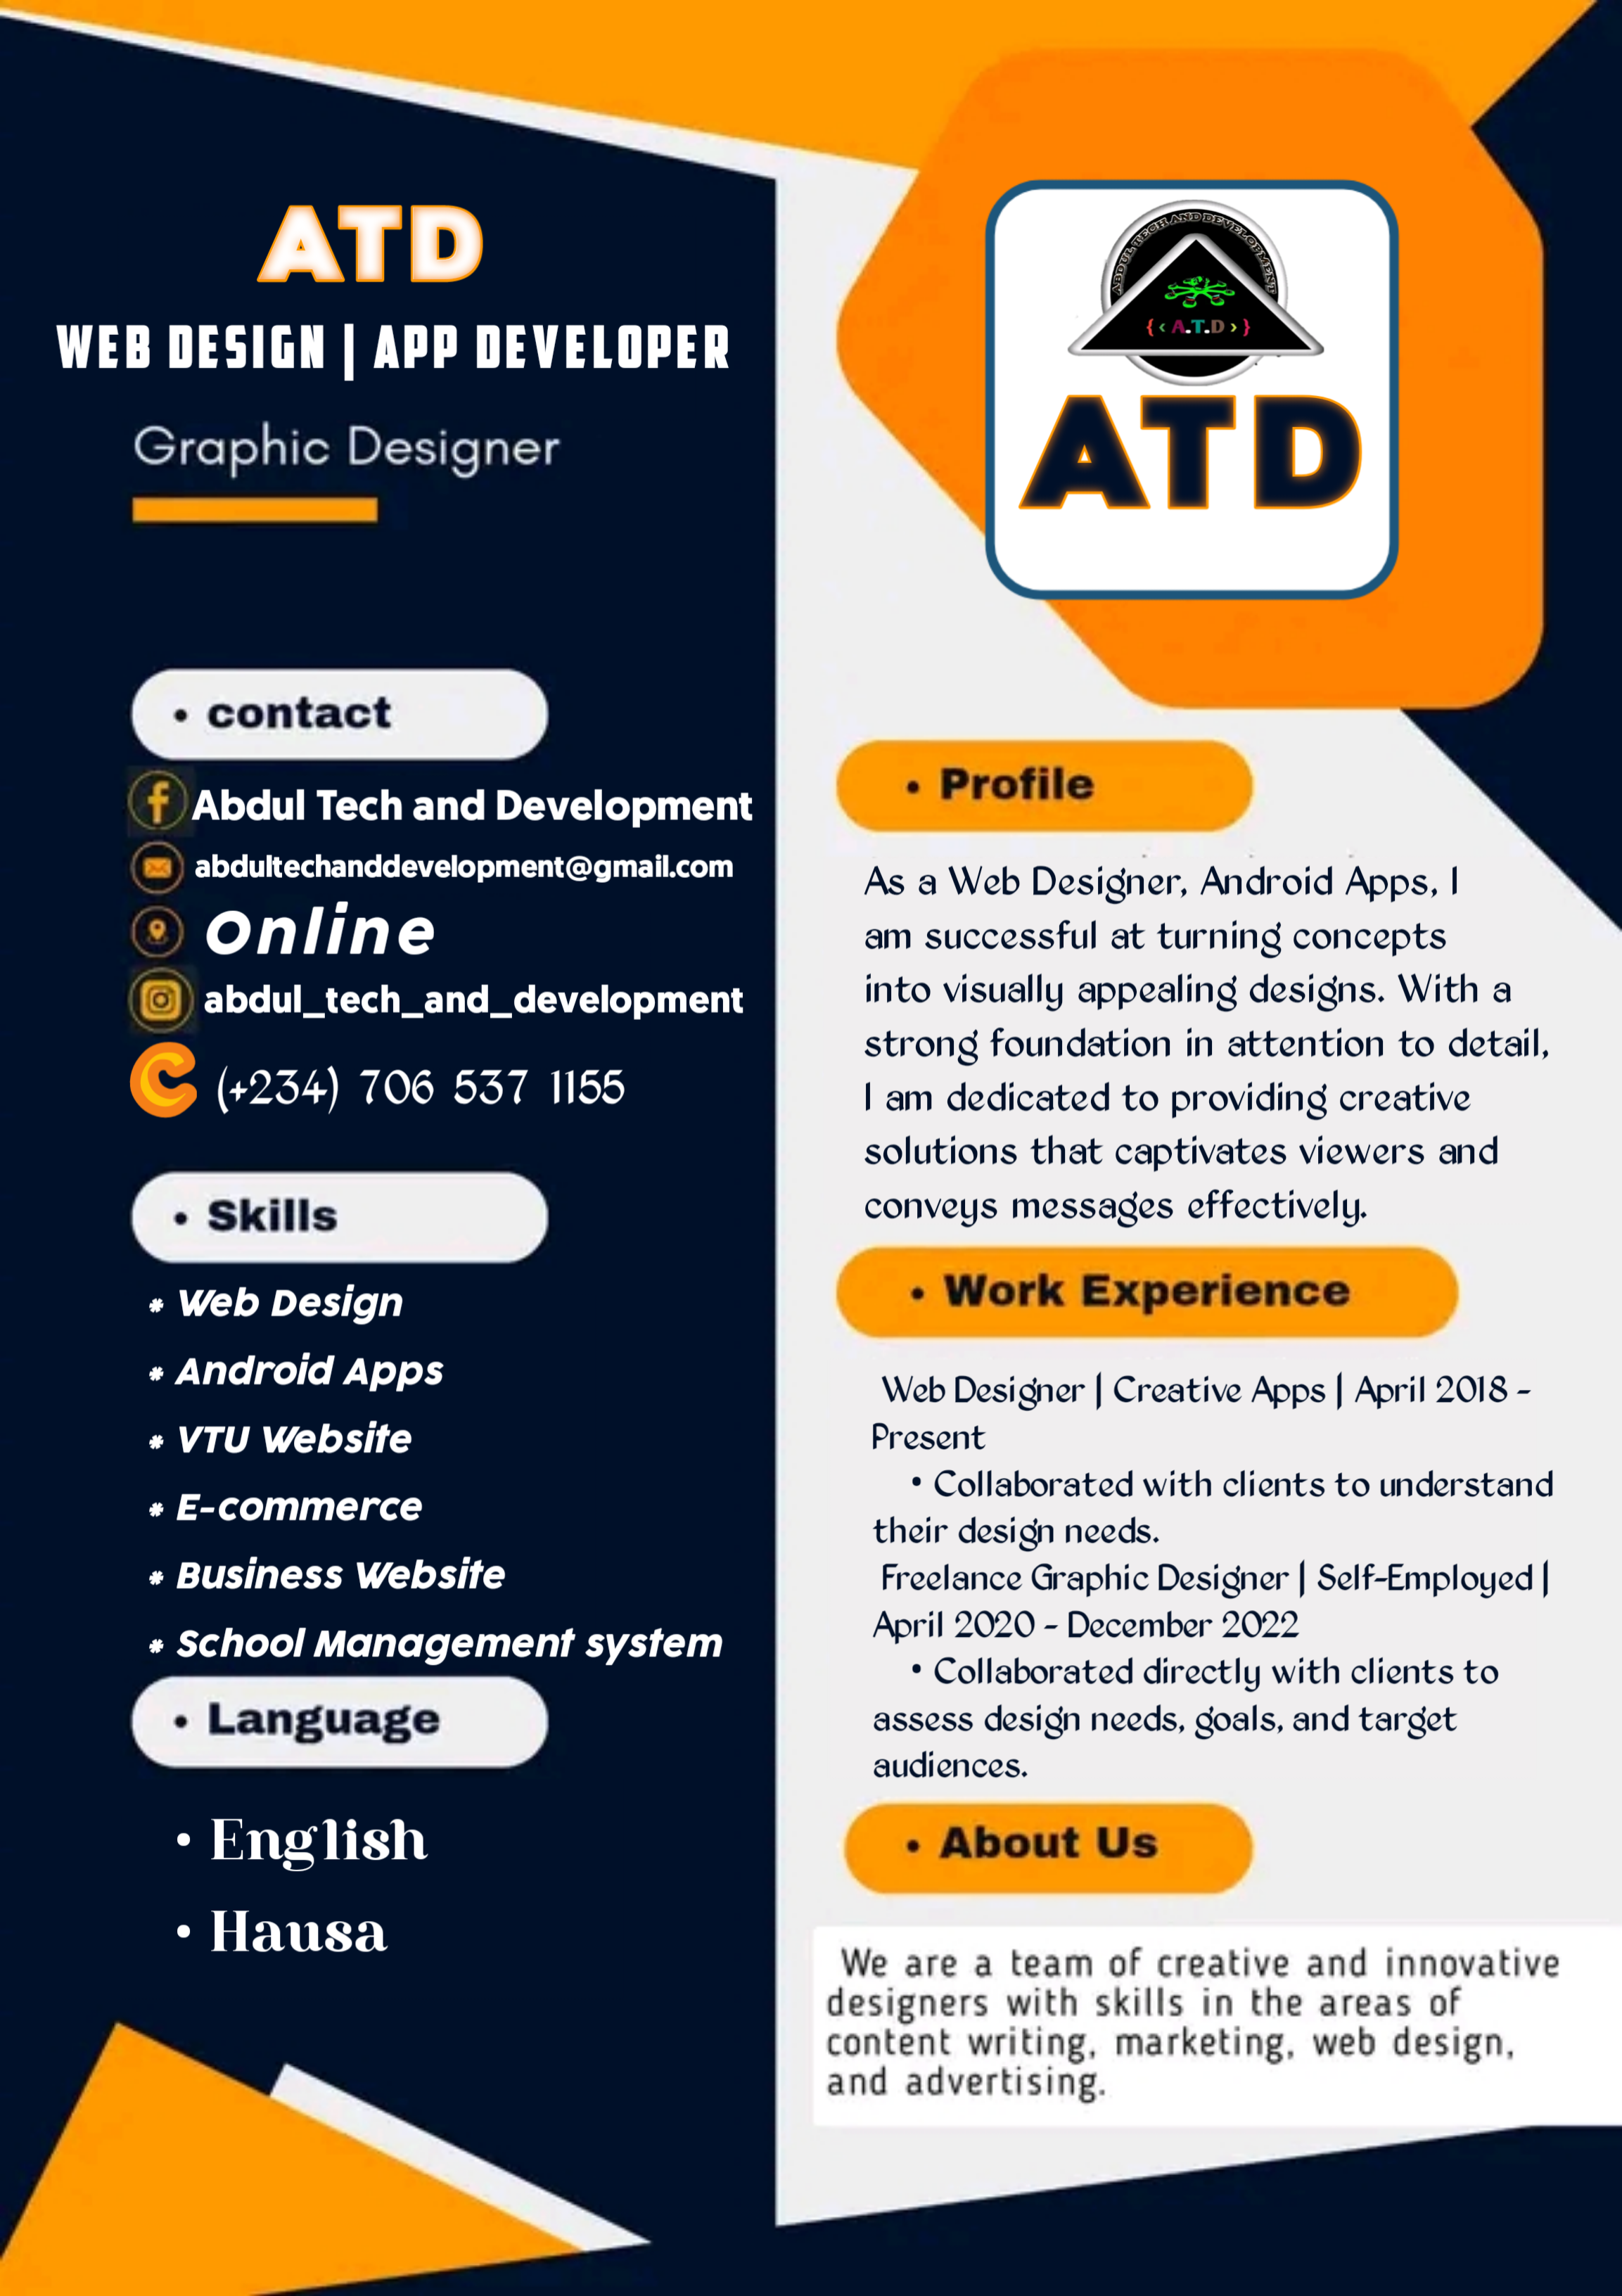 ATD
WEB DESIGN | APP DEVELOPER
Graphic Designer
• contact
Abdul Tech and Development
abdultechanddevelopment@gmail.com
Online
abdul_tech_and_development
(+234) 706 537 1155
• Skills
* Web Design
* Android Apps
* VTU Website
* E-commerce
* Business Website
* School Management system
• Language
• English
• Hausa
ABDUL TECH AND DEVELOPMENT
{‹ A.T.D › }
ATD
• Profile
As a Web Designer, Android Apps, I
am successful at turning concepts
into visually appealing designs. With a
strong foundation in attention to detail,
I am dedicated to providing creative
solutions that captivates viewers and
conveys messages effectively.
• Work Experience
Web Designer | Creative Apps | April 2018 -
Present
• Collaborated with clients to understand
their design needs.
Freelance Graphic Designer | Self-Employed |
April 2020 - December 2022
• Collaborated directly with clients to
assess design needs, goals, and target
audiences.
• About Us
We are a team of creative and innovative
designers with skills in the areas of
content writing, marketing, web design,
and advertising.